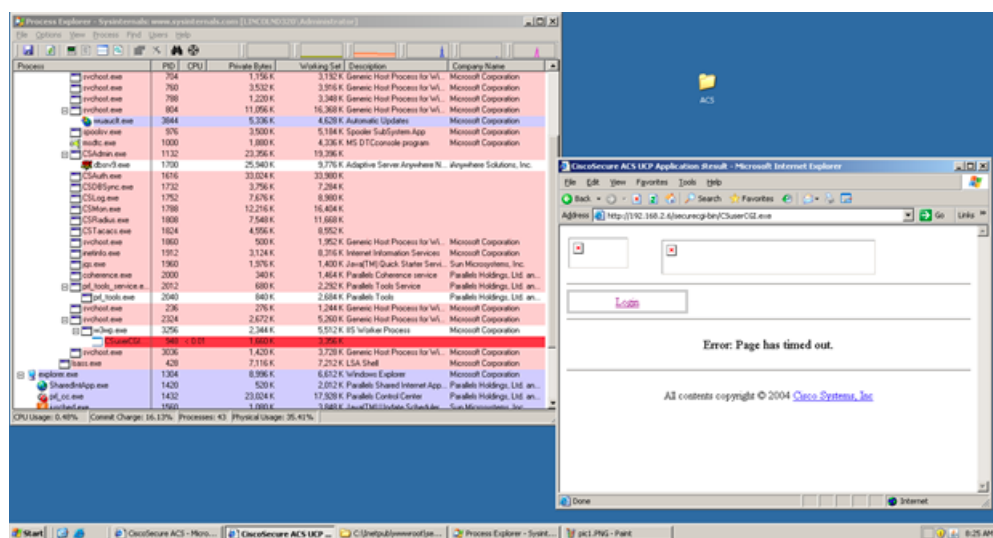 Process Explorer - Sysinternals: www.sysinternals.com [LINCOLND320\Administrator]
File Options View Process Find Users Help
Process PID CPU Private Bytes Working Set Description Company Name
svchost.exe 704 1,156 K 3,192 K Generic Host Process for Wi... Microsoft Corporation
svchost.exe 760 3,532 K 3,916 K Generic Host Process for Wi... Microsoft Corporation
svchost.exe 788 1,220 K 3,348 K Generic Host Process for Wi... Microsoft Corporation
svchost.exe 804 11,056 K 16,368 K Generic Host Process for Wi... Microsoft Corporation
wuauclt.exe 3844 5,336 K 4,628 K Automatic Updates Microsoft Corporation
spoolsv.exe 976 3,500 K 5,184 K Spooler SubSystem App Microsoft Corporation
msdtc.exe 1000 1,880 K 4,336 K MS DTCconsole program Microsoft Corporation
CSAdmin.exe 1132 23,356 K 19,396 K
dbsrv9.exe 1700 25,940 K 9,776 K Adaptive Server Anywhere N... iAnywhere Solutions, Inc.
CSAuth.exe 1616 33,024 K 33,980 K
CSDBSync.exe 1732 3,756 K 7,284 K
CSLog.exe 1752 7,676 K 8,980 K
CSMon.exe 1788 12,216 K 16,404 K
CSRadius.exe 1808 7,548 K 11,668 K
CSTacacs.exe 1824 4,556 K 8,552 K
svchost.exe 1860 500 K 1,952 K Generic Host Process for Wi... Microsoft Corporation
inetinfo.exe 1912 3,124 K 8,316 K Internet Information Services Microsoft Corporation
jqs.exe 1960 1,976 K 1,400 K Java(TM) Quick Starter Servi... Sun Microsystems, Inc.
coherence.exe 2000 340 K 1,464 K Parallels Coherence service Parallels Holdings, Ltd. an...
prl_tools_service.e... 2012 680 K 2,292 K Parallels Tools Service Parallels Holdings, Ltd. an...
prl_tools.exe 2040 840 K 2,684 K Parallels Tools Parallels Holdings, Ltd. an...
svchost.exe 236 276 K 1,244 K Generic Host Process for Wi... Microsoft Corporation
svchost.exe 2324 2,672 K 5,260 K Generic Host Process for Wi... Microsoft Corporation
w3wp.exe 3256 2,344 K 5,512 K IIS Worker Process Microsoft Corporation
CSuserCGI... 948 < 0.01 1,660 K 3,356 K
svchost.exe 3036 1,420 K 3,728 K Generic Host Process for Wi... Microsoft Corporation
lsass.exe 428 7,116 K 7,212 K LSA Shell Microsoft Corporation
explorer.exe 1304 8,996 K 6,612 K Windows Explorer Microsoft Corporation
SharedIntApp.exe 1420 520 K 2,012 K Parallels Shared Internet App... Parallels Holdings, Ltd. an...
prl_cc.exe 1432 23,024 K 17,928 K Parallels Control Center Parallels Holdings, Ltd. an...
jusched.exe 1560 1,080 K 3,848 K Java(TM) Update Scheduler Sun Microsystems, Inc.
CPU Usage: 0.48% Commit Charge: 16.13% Processes: 43 Physical Usage: 35.41%
ACS
CiscoSecure ACS UCP Application :Result - Microsoft Internet Explorer
File Edit View Favorites Tools Help
Back Search Favorites
Address http://192.168.2.6/securecgi-bin/CSuserCGI.exe Go Links »
Login
Error: Page has timed out.
All contents copyright © 2004 Cisco Systems, Inc
Done Internet
Start CiscoSecure ACS - Micro... CiscoSecure ACS UCP ... C:\Inetpub\wwwroot\se... Process Explorer - Sysint... pic1.PNG - Paint 8:25 AM